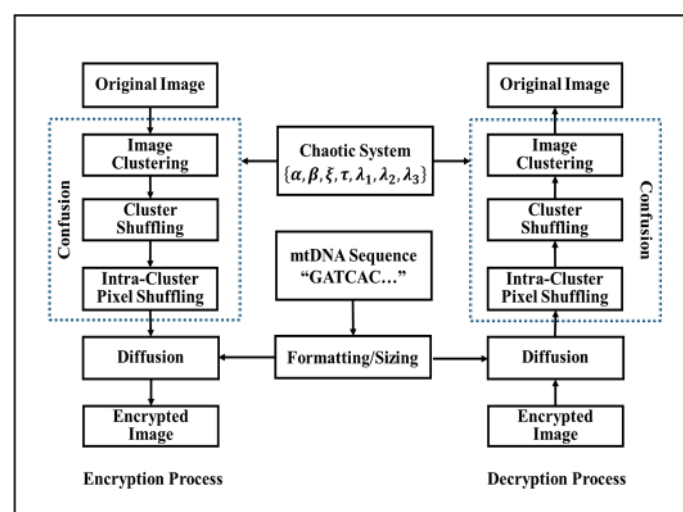 Original Image
Image
Clustering
Cluster
Shuffling
Intra-Cluster
Pixel Shuffling
Confusion
Diffusion
Encrypted
Image
Encryption Process
Chaotic System
{α, β, ξ, τ, λ₁, λ₂, λ₃}
mtDNA Sequence
“GATCAC...”
Formatting/Sizing
Original Image
Image
Clustering
Cluster
Shuffling
Intra-Cluster
Pixel Shuffling
Confusion
Diffusion
Encrypted
Image
Decryption Process